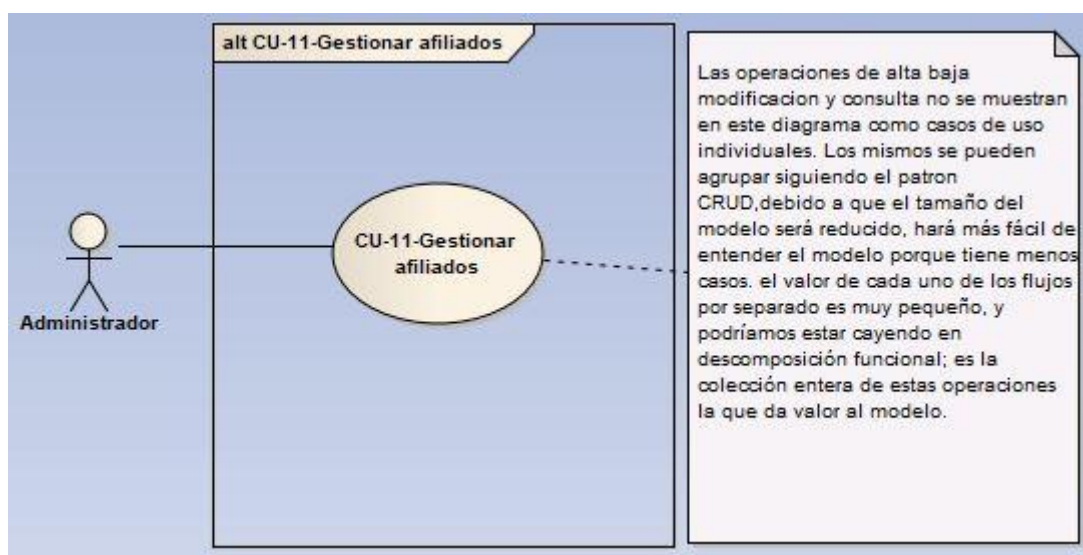 alt CU-11-Gestionar afiliados
CU-11-Gestionar
afiliados
Administrador
Las operaciones de alta baja
modificacion y consulta no se muestran
en este diagrama como casos de uso
individuales. Los mismos se pueden
agrupar siguiendo el patron
CRUD,debido a que el tamaño del
modelo será reducido, hará más fácil de
entender el modelo porque tiene menos
casos. el valor de cada uno de los flujos
por separado es muy pequeño, y
podríamos estar cayendo en
descomposición funcional; es la
colección entera de estas operaciones
la que da valor al modelo.